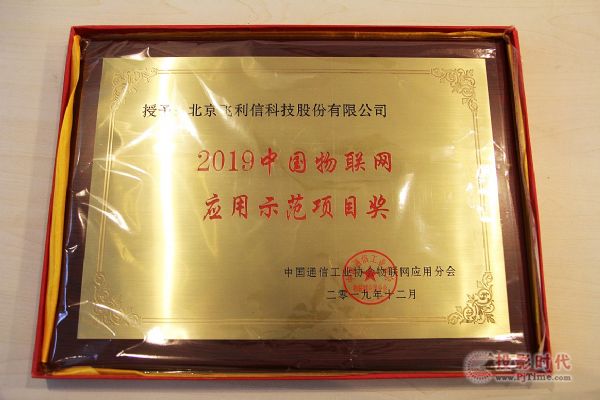 授予：北京飞利信科技股份有限公司
2019中国物联网
应用示范项目奖
中国通信工业协会物联网应用分会
二零一九年十二月
投影时代
www.PjTime.com